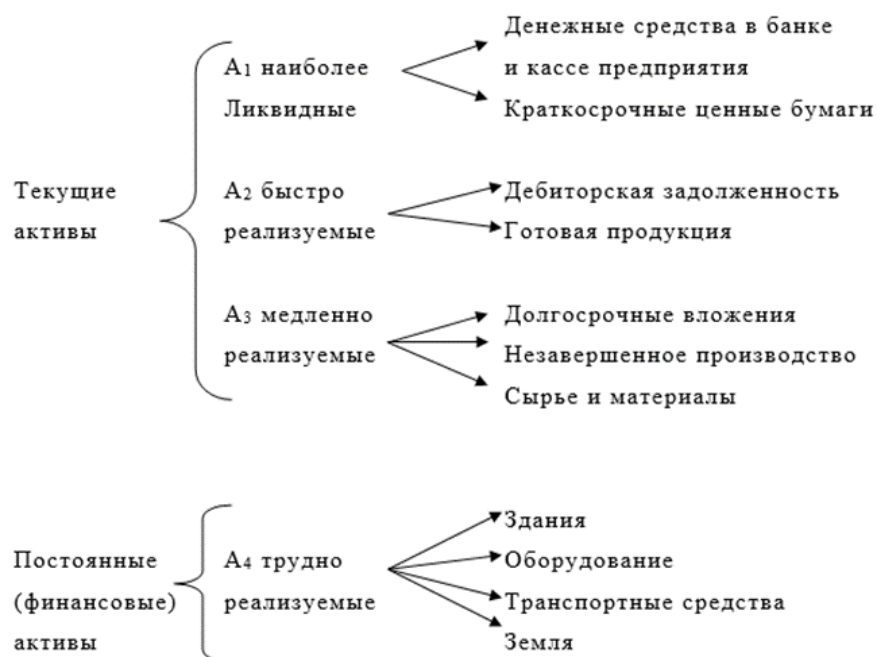 Денежные средства в банке
А1 наиболее
и кассе предприятия
Ликвидные
Краткосрочные ценные бумаги
Текущие
активы
А2 быстро
реализуемые
Дебиторская задолженность
Готовая продукция
А3 медленно
реализуемые
Долгосрочные вложения
Незавершенное производство
Сырье и материалы
Постоянные
(финансовые)
активы
А4 трудно
реализуемые
Здания
Оборудование
Транспортные средства
Земля